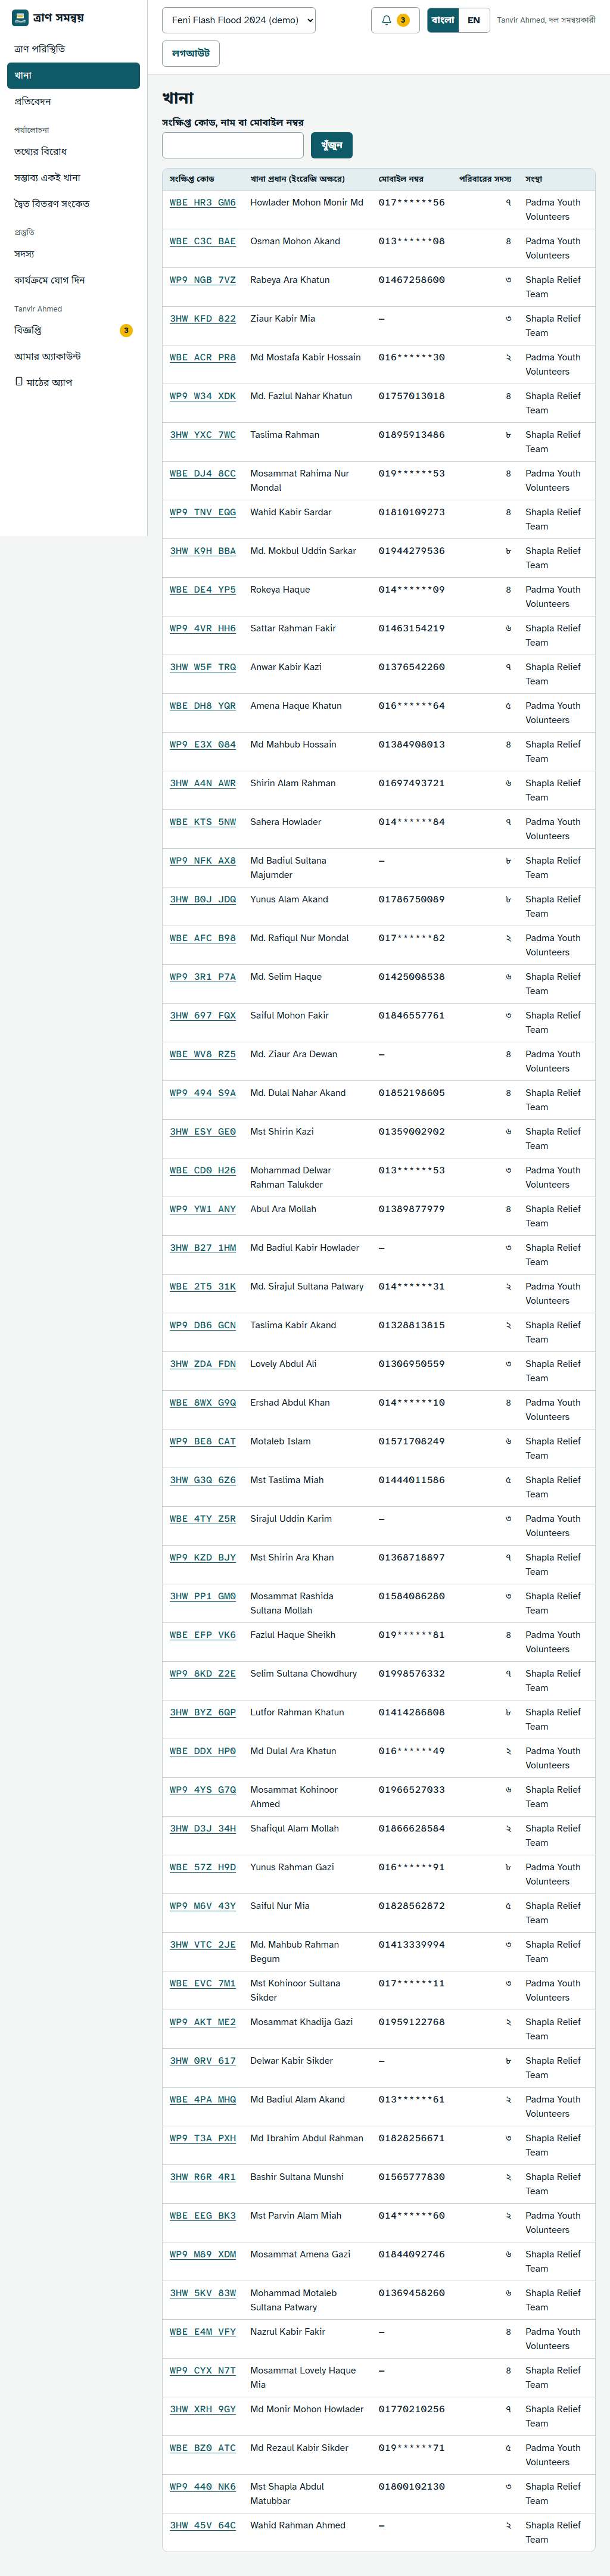 ত্রাণ সমন্বয়
ত্রাণ পরিস্থিতি
খানা
প্রতিবেদন
পর্যালোচনা
তথ্যের বিরোধ
সম্ভাব্য একই খানা
দ্বৈত বিতরণ সংকেত
প্রস্তুতি
সদস্য
কার্যক্রমে যোগ দিন
Tanvir Ahmed
বিজ্ঞপ্তি 3
আমার অ্যাকাউন্ট
মাঠের অ্যাপ
Feni Flash Flood 2024 (demo)
3
বাংলা EN
Tanvir Ahmed, দল সমন্বয়কারী
লগআউট
খানা
সংক্ষিপ্ত কোড, নাম বা মোবাইল নম্বর
খুঁজুন
সংক্ষিপ্ত কোড খানা প্রধান (ইংরেজি অক্ষরে) মোবাইল নম্বর পরিবারের সদস্য সংস্থা
WBE HR3 GM6 Howlader Mohon Monir Md 017******56 ৭ Padma Youth
Volunteers
WBE C3C BAE Osman Mohon Akand 013******08 ৪ Padma Youth
Volunteers
WP9 NGB 7VZ Rabeya Ara Khatun 01467258600 ৩ Shapla Relief
Team
3HW KFD 822 Ziaur Kabir Mia — ৩ Shapla Relief
Team
WBE ACR PR8 Md Mostafa Kabir Hossain 016******30 ২ Padma Youth
Volunteers
WP9 W34 XDK Md. Fazlul Nahar Khatun 01757013018 ৪ Shapla Relief
Team
3HW YXC 7WC Taslima Rahman 01895913486 ৮ Shapla Relief
Team
WBE DJ4 8CC Mosammat Rahima Nur 019******53 ৪ Padma Youth
Mondal Volunteers
WP9 TNV EQG Wahid Kabir Sardar 01810109273 ৪ Shapla Relief
Team
3HW K9H BBA Md. Mokbul Uddin Sarkar 01944279536 ৮ Shapla Relief
Team
WBE DE4 YP5 Rokeya Haque 014******09 ৪ Padma Youth
Volunteers
WP9 4VR HH6 Sattar Rahman Fakir 01463154219 ৬ Shapla Relief
Team
3HW W5F TRQ Anwar Kabir Kazi 01376542260 ৭ Shapla Relief
Team
WBE DH8 YQR Amena Haque Khatun 016******64 ৫ Padma Youth
Volunteers
WP9 E3X 084 Md Mahbub Hossain 01384908013 ৪ Shapla Relief
Team
3HW A4N AWR Shirin Alam Rahman 01697493721 ৬ Shapla Relief
Team
WBE KTS 5NW Sahera Howlader 014******84 ৭ Padma Youth
Volunteers
WP9 NFK AX8 Md Badiul Sultana — ৮ Shapla Relief
Majumder Team
3HW B0J JDQ Yunus Alam Akand 01786750089 ৮ Shapla Relief
Team
WBE AFC B98 Md. Rafiqul Nur Mondal 017******82 ২ Padma Youth
Volunteers
WP9 3R1 P7A Md. Selim Haque 01425008538 ৬ Shapla Relief
Team
3HW 697 FQX Saiful Mohon Fakir 01846557761 ৩ Shapla Relief
Team
WBE WV8 RZ5 Md. Ziaur Ara Dewan — ৪ Padma Youth
Volunteers
WP9 494 S9A Md. Dulal Nahar Akand 01852198605 ৪ Shapla Relief
Team
3HW ESY GE0 Mst Shirin Kazi 01359002902 ৬ Shapla Relief
Team
WBE CD0 H26 Mohammad Delwar 013******53 ৩ Padma Youth
Rahman Talukder Volunteers
WP9 YW1 ANY Abul Ara Mollah 01389877979 ৪ Shapla Relief
Team
3HW B27 1HM Md Badiul Kabir Howlader — ৩ Shapla Relief
Team
WBE 2T5 31K Md. Sirajul Sultana Patwary 014******31 ২ Padma Youth
Volunteers
WP9 DB6 GCN Taslima Kabir Akand 01328813815 ২ Shapla Relief
Team
3HW ZDA FDN Lovely Abdul Ali 01306950559 ৩ Shapla Relief
Team
WBE 8WX G9Q Ershad Abdul Khan 014******10 ৪ Padma Youth
Volunteers
WP9 BE8 CAT Motaleb Islam 01571708249 ৬ Shapla Relief
Team
3HW G3Q 6Z6 Mst Taslima Miah 01444011586 ৫ Shapla Relief
Team
WBE 4TY Z5R Sirajul Uddin Karim — ৩ Padma Youth
Volunteers
WP9 KZD BJY Mst Shirin Ara Khan 01368718897 ৭ Shapla Relief
Team
3HW PP1 GM0 Mosammat Rashida 01584086280 ৩ Shapla Relief
Sultana Mollah Team
WBE EFP VK6 Fazlul Haque Sheikh 019******81 ৪ Padma Youth
Volunteers
WP9 8KD Z2E Selim Sultana Chowdhury 01998576332 ৭ Shapla Relief
Team
3HW BYZ 6QP Lutfor Rahman Khatun 01414286808 ৮ Shapla Relief
Team
WBE DDX HP0 Md Dulal Ara Khatun 016******49 ২ Padma Youth
Volunteers
WP9 4YS G7Q Mosammat Kohinoor 01966527033 ৬ Shapla Relief
Ahmed Team
3HW D3J 34H Shafiqul Alam Mollah 01866628584 ২ Shapla Relief
Team
WBE 57Z H9D Yunus Rahman Gazi 016******91 ৮ Padma Youth
Volunteers
WP9 M6V 43Y Saiful Nur Mia 01828562872 ৫ Shapla Relief
Team
3HW VTC 2JE Md. Mahbub Rahman 01413339994 ৩ Shapla Relief
Begum Team
WBE EVC 7M1 Mst Kohinoor Sultana 017******11 ৩ Padma Youth
Sikder Volunteers
WP9 AKT ME2 Mosammat Khadija Gazi 01959122768 ২ Shapla Relief
Team
3HW 0RV 617 Delwar Kabir Sikder — ৮ Shapla Relief
Team
WBE 4PA MHQ Md Badiul Alam Akand 013******61 ২ Padma Youth
Volunteers
WP9 T3A PXH Md Ibrahim Abdul Rahman 01828256671 ৩ Shapla Relief
Team
3HW R6R 4R1 Bashir Sultana Munshi 01565777830 ২ Shapla Relief
Team
WBE EEG BK3 Mst Parvin Alam Miah 014******60 ২ Padma Youth
Volunteers
WP9 M89 XDM Mosammat Amena Gazi 01844092746 ৬ Shapla Relief
Team
3HW 5KV 83W Mohammad Motaleb 01369458260 ৬ Shapla Relief
Sultana Patwary Team
WBE E4M VFY Nazrul Kabir Fakir — ৪ Padma Youth
Volunteers
WP9 CYX N7T Mosammat Lovely Haque — ৪ Shapla Relief
Mia Team
3HW XRH 9GY Md Monir Mohon Howlader 01770210256 ৭ Shapla Relief
Team
WBE BZ0 ATC Md Rezaul Kabir Sikder 019******71 ৫ Padma Youth
Volunteers
WP9 440 NK6 Mst Shapla Abdul 01800102130 ৩ Shapla Relief
Matubbar Team
3HW 45V 64C Wahid Rahman Ahmed — ২ Shapla Relief
Team